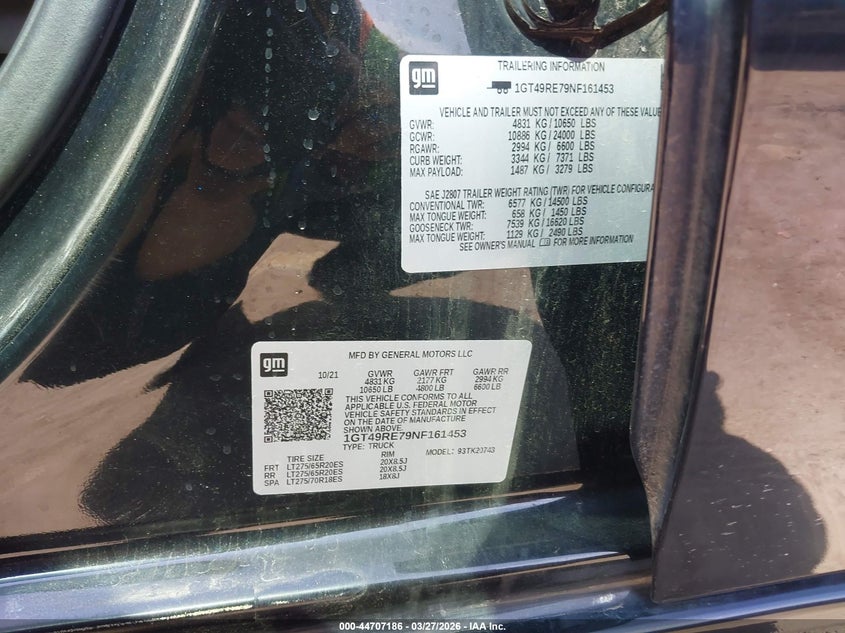 gm
TRAILERING INFORMATION
1GT49RE79NF161453
VEHICLE AND TRAILER MUST NOT EXCEED ANY OF THESE VALUE
GVWR: 4831 KG / 10650 LBS
GCWR: 10886 KG / 24000 LBS
RGAWR: 2994 KG / 6600 LBS
CURB WEIGHT: 3344 KG / 7371 LBS
MAX PAYLOAD: 1487 KG / 3279 LBS
SAE J2807 TRAILER WEIGHT RATING (TWR) FOR VEHICLE CONFIGURA
CONVENTIONAL TWR: 6577 KG / 14500 LBS
MAX TONGUE WEIGHT: 658 KG / 1450 LBS
GOOSENECK TWR: 7539 KG / 16620 LBS
MAX TONGUE WEIGHT: 1129 KG / 2490 LBS
SEE OWNER'S MANUAL FOR MORE INFORMATION
gm
MFD BY GENERAL MOTORS LLC
10/21 GVWR GAWR FRT GAWR RR
4831 KG 2177 KG 2994 KG
10650 LB 4800 LB 6600 LB
THIS VEHICLE CONFORMS TO ALL
APPLICABLE U.S. FEDERAL MOTOR
VEHICLE SAFETY STANDARDS IN EFFECT
ON THE DATE OF MANUFACTURE
SHOWN ABOVE.
1GT49RE79NF161453
TYPE: TRUCK MODEL: 93TK20743
TIRE SIZE RIM
FRT LT275/65R20ES 20X8.5J
RR LT275/65R20ES 20X8.5J
SPA LT275/70R18ES 18X8J
000-44707186 - 03/27/2026 - IAA Inc.